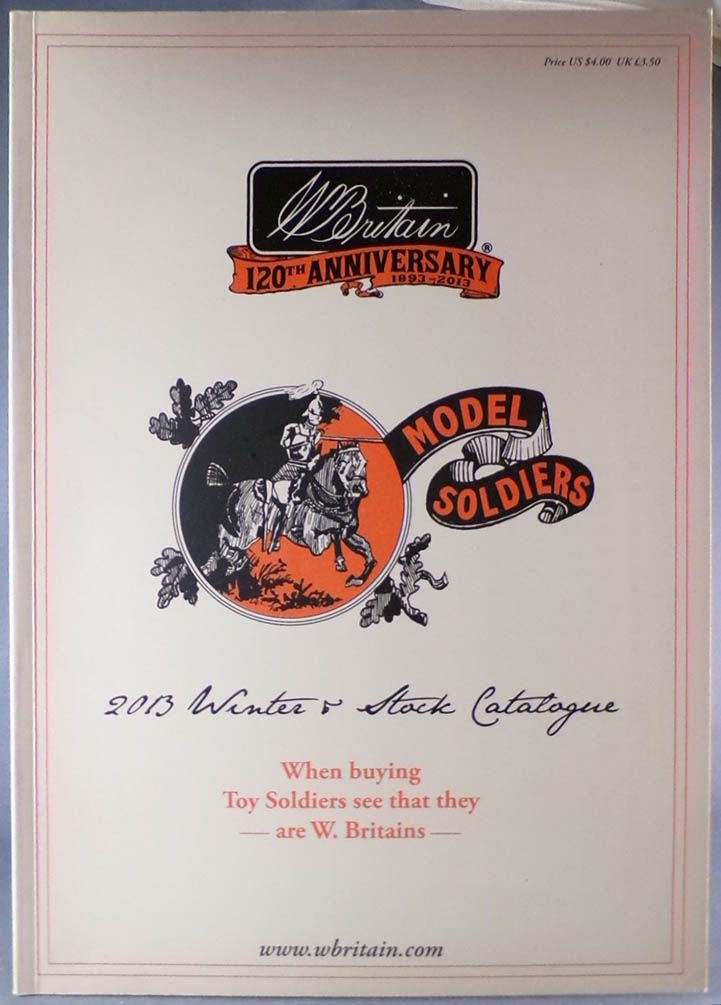 Price US $4.00 UK £3.50
WBritain
®
120TH ANNIVERSARY
1893-2013
MODEL
SOLDIERS
2013 Winter & Stock Catalogue
When buying
Toy Soldiers see that they
— are W. Britains —
www.wbritain.com